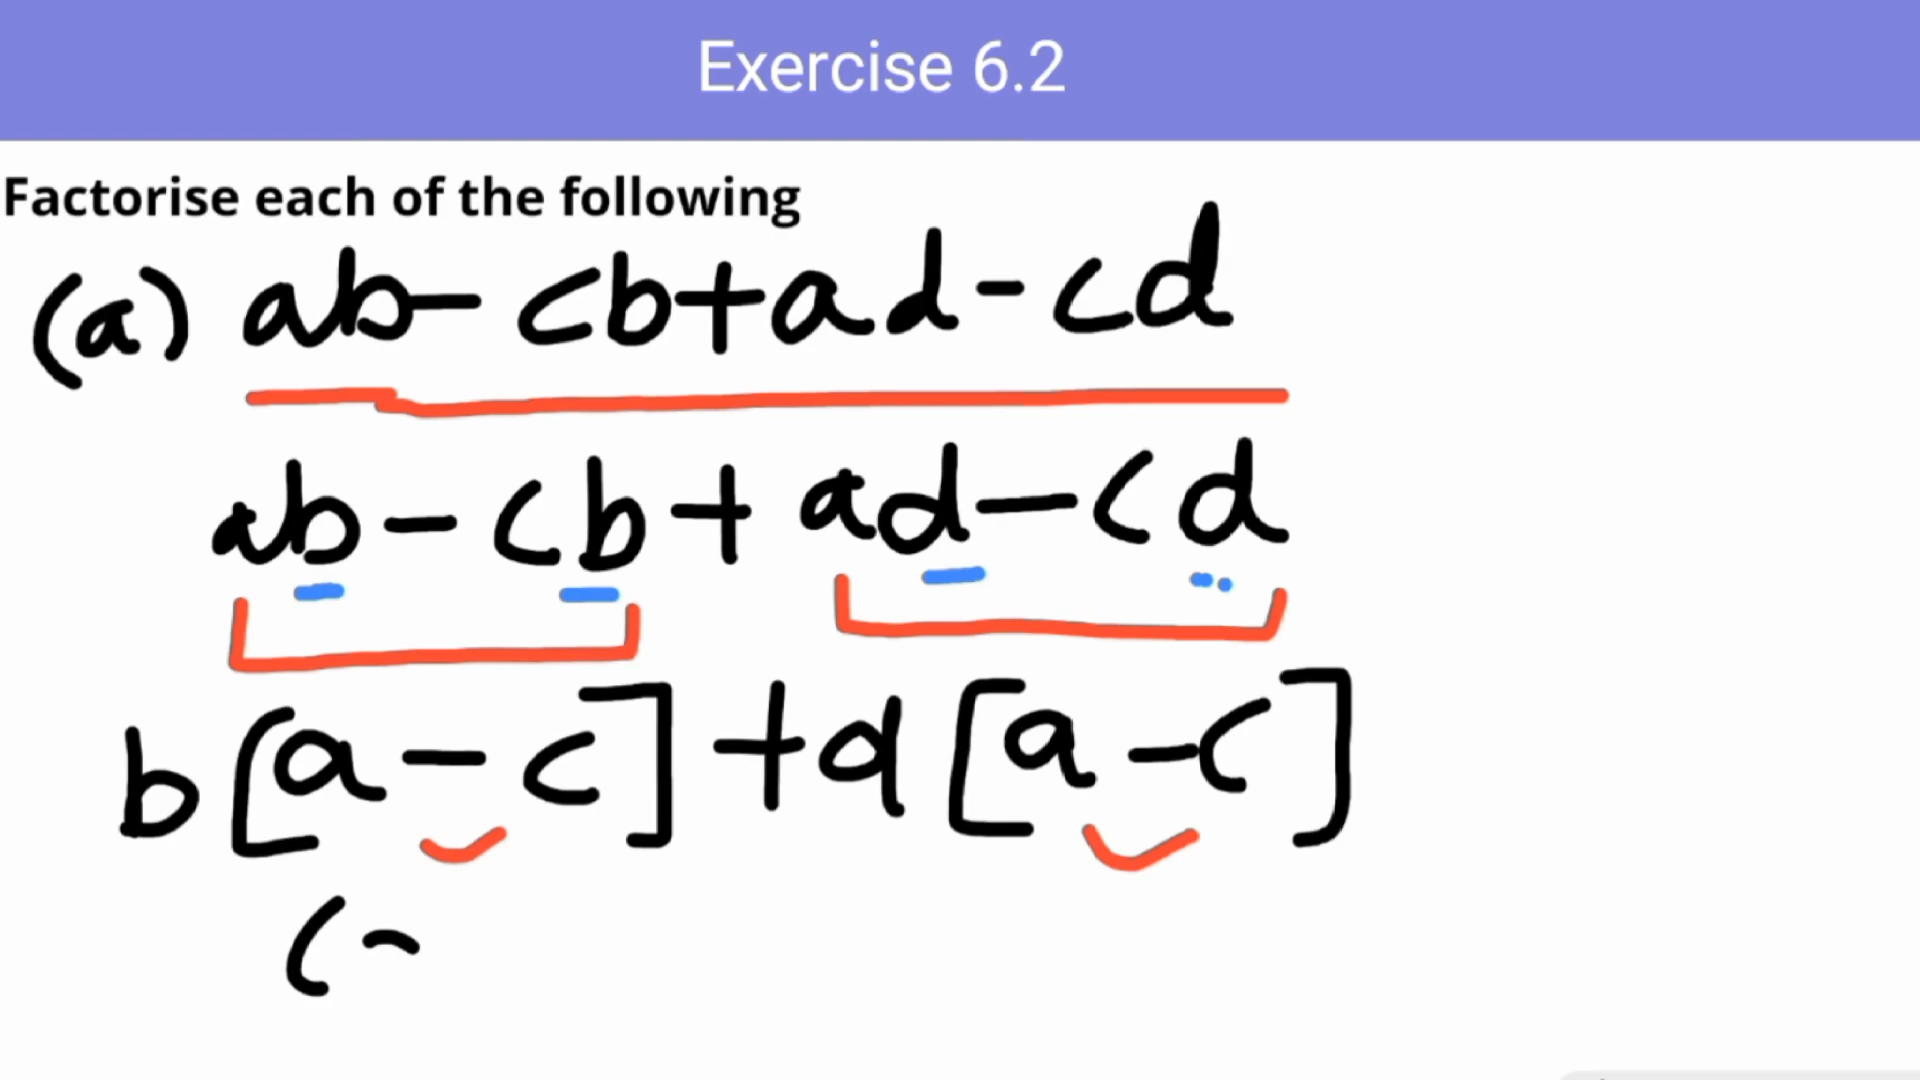 Exercise 6.2
Factorise each of the following
(a) ab-cb+ad-cd
ab-cb+ad-cd
b[a-c]+d[a-c]
(